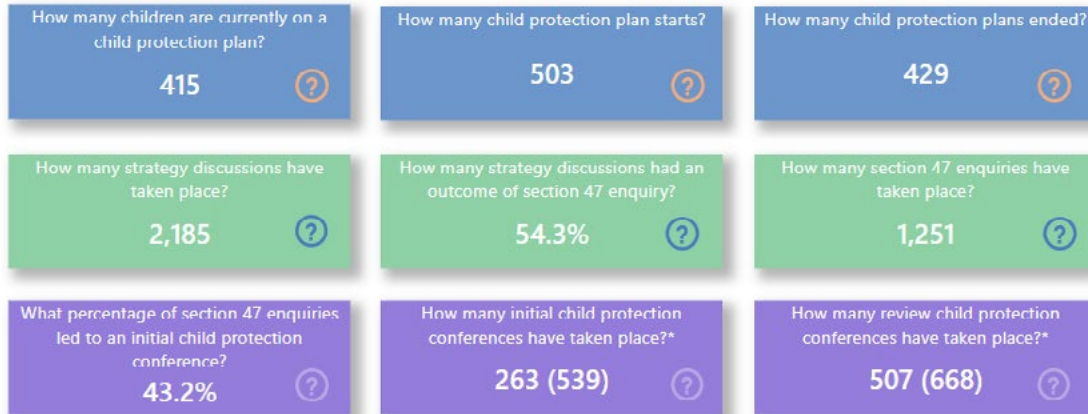 How many children are currently on a
child protection plan?
415
?
How many child protection plan starts?
503
?
How many child protection plans ended?
429
?
How many strategy discussions have
taken place?
2,185
?
How many strategy discussions had an
outcome of section 47 enquiry?
54.3%
?
How many section 47 enquiries have
taken place?
1,251
?
What percentage of section 47 enquiries
led to an initial child protection
conference?
43.2%
?
How many initial child protection
conferences have taken place?*
263 (539)
?
How many review child protection
conferences have taken place?*
507 (668)
?